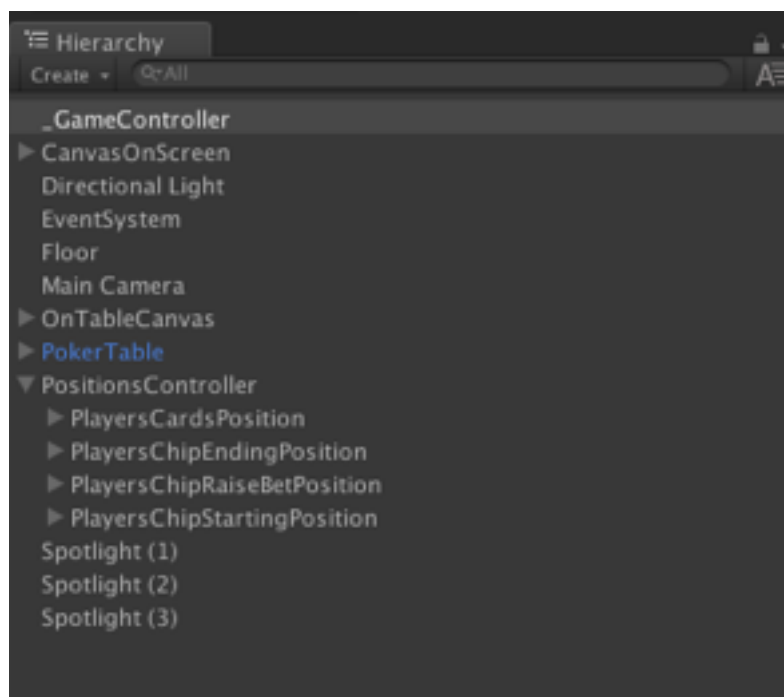 Hierarchy
Create All
_GameController
CanvasOnScreen
Directional Light
EventSystem
Floor
Main Camera
OnTableCanvas
PokerTable
PositionsController
PlayersCardsPosition
PlayersChipEndingPosition
PlayersChipRaiseBetPosition
PlayersChipStartingPosition
Spotlight (1)
Spotlight (2)
Spotlight (3)